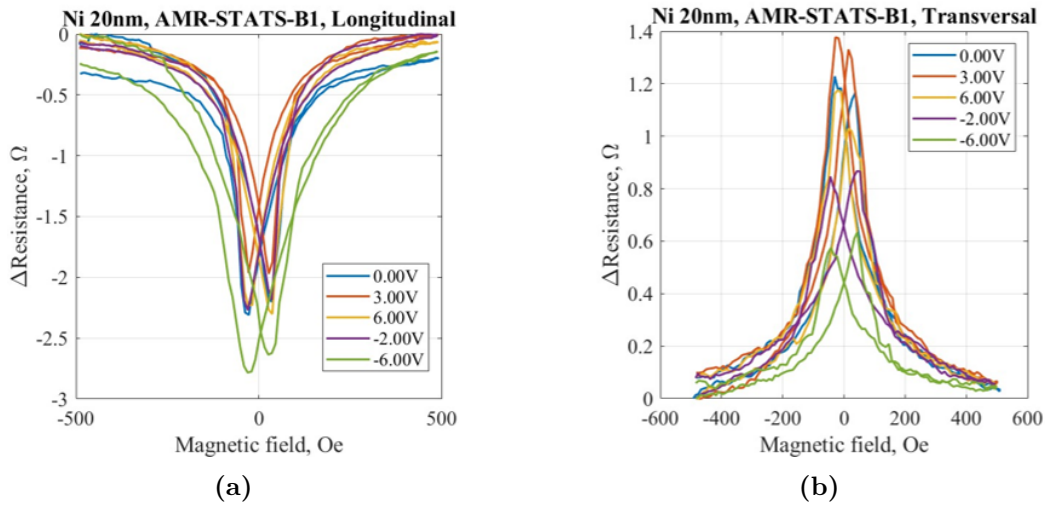 Ni 20nm, AMR-STATS-B1, Longitudinal
0
-0.5
-1
-1.5
-2
-2.5
-3
ΔResistance, Ω
-500
0
500
Magnetic field, Oe
0.00V
3.00V
6.00V
-2.00V
-6.00V
(a)
Ni 20nm, AMR-STATS-B1, Transversal
1.4
1.2
1
0.8
0.6
0.4
0.2
0
ΔResistance, Ω
-600
-400
-200
0
200
400
600
Magnetic field, Oe
0.00V
3.00V
6.00V
-2.00V
-6.00V
(b)